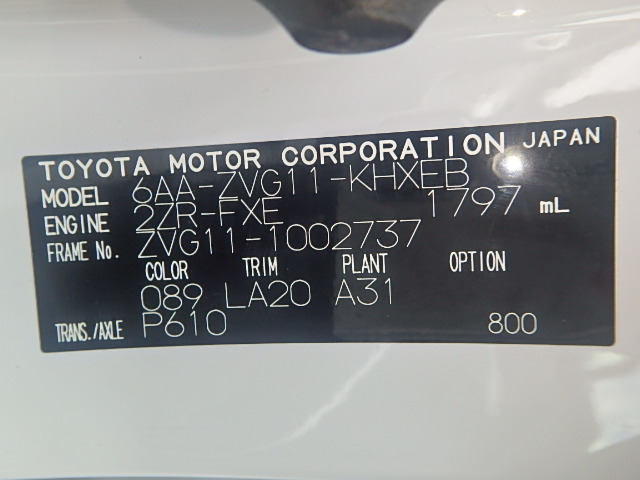 TOYOTA MOTOR CORPORATION JAPAN
MODEL 6AA-ZVG11-KHXEB
ENGINE 2ZR-FXE 1797 mL
FRAME No. ZVG11-1002737
COLOR TRIM PLANT OPTION
089 LA20 A31
TRANS./AXLE P610 800